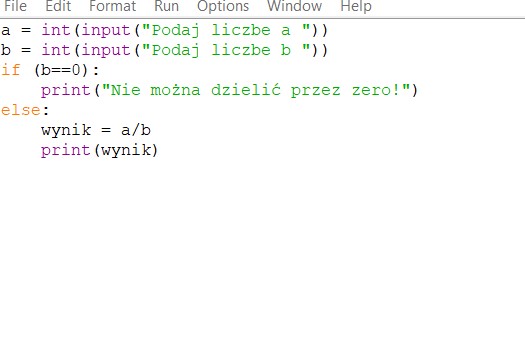 File Edit Format Run Options Window Help
a = int(input("Podaj liczbe a "))
b = int(input("Podaj liczbe b "))
if (b==0):
    print("Nie można dzielić przez zero!")
else:
    wynik = a/b
    print(wynik)